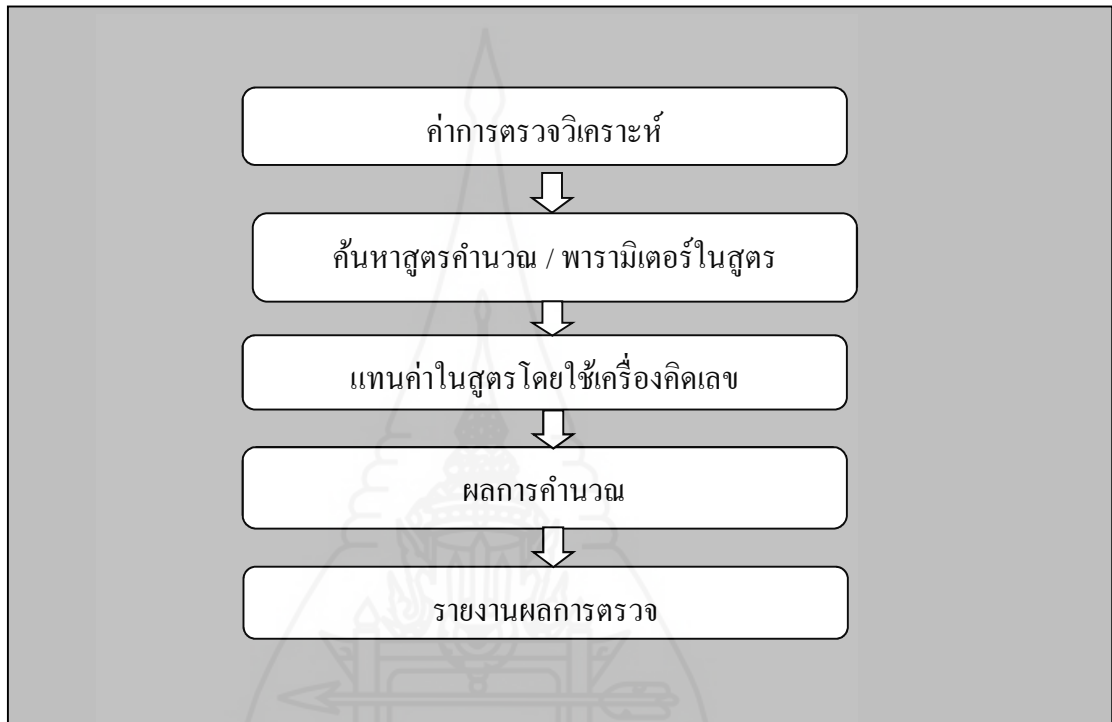 ค่าการตรวจวิเคราะห์
ค้นหาสูตรคำนวณ / พารามิเตอร์ในสูตร
แทนค่าในสูตรโดยใช้เครื่องคิดเลข
ผลการคำนวณ
รายงานผลการตรวจ